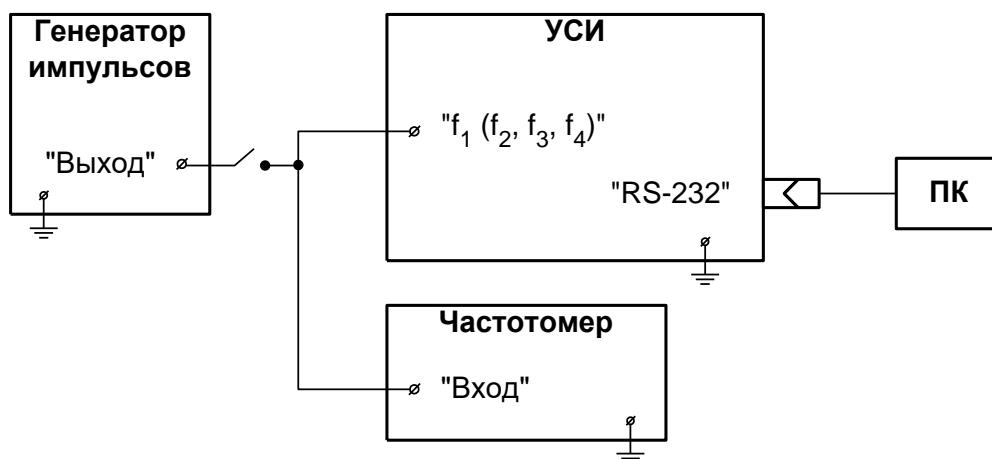 Генератор
импульсов
"Выход"
УСИ
"f₁ (f₂, f₃, f₄)"
"RS-232"
ПК
Частотомер
"Вход"